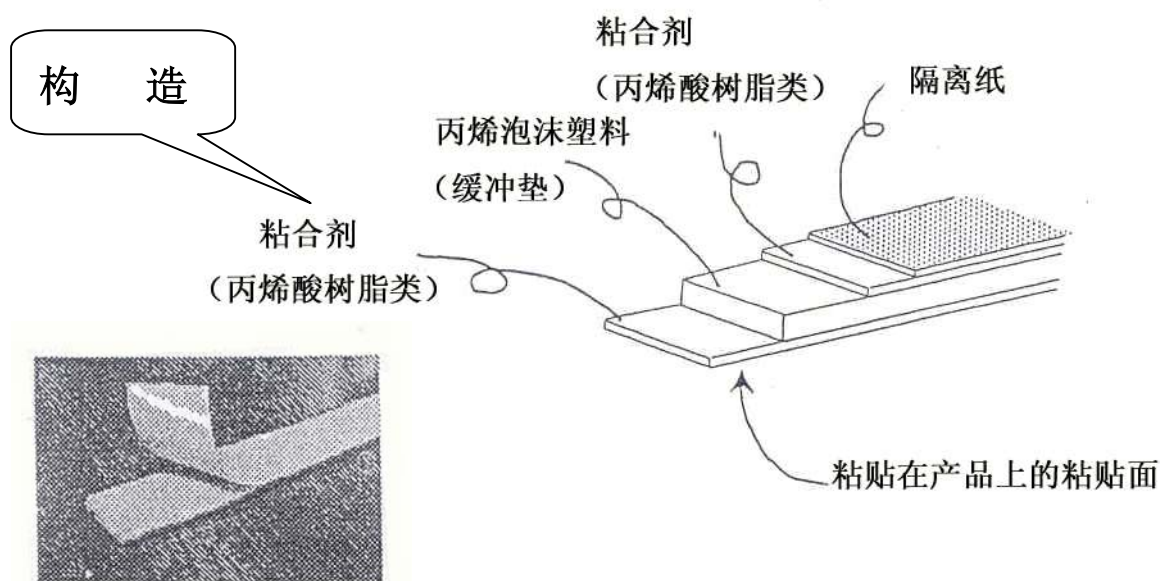 构 造
粘合剂
（丙烯酸树脂类）
隔离纸
丙烯泡沫塑料
（缓冲垫）
粘合剂
（丙烯酸树脂类）
粘贴在产品上的粘贴面